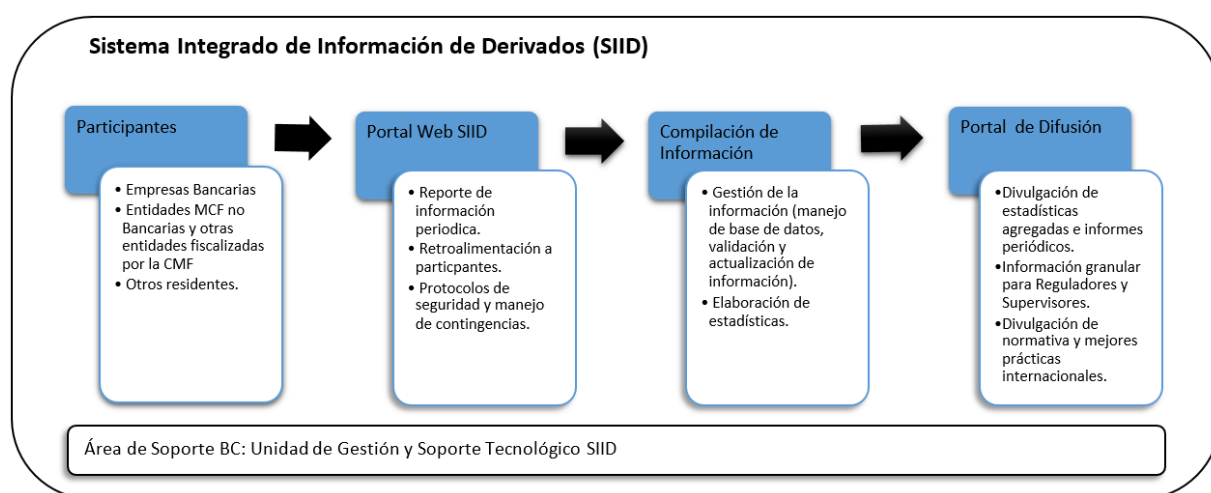 Sistema Integrado de Información de Derivados (SIID)
Participantes
• Empresas Bancarias
• Entidades MCF no
Bancarias y otras
entidades fiscalizadas
por la CMF
• Otros residentes.
Portal Web SIID
• Reporte de
información
periodica.
• Retroalimentación a
particpantes.
• Protocolos de
seguridad y manejo
de contingencias.
Compilación de
Información
• Gestión de la
información (manejo
de base de datos,
validación y
actualización de
información).
• Elaboración de
estadísticas.
Portal de Difusión
•Divulgación de
estadísticas
agregadas e informes
periódicos.
•Información granular
para Reguladores y
Supervisores.
•Divulgación de
normativa y mejores
prácticas
internacionales.
Área de Soporte BC: Unidad de Gestión y Soporte Tecnológico SIID